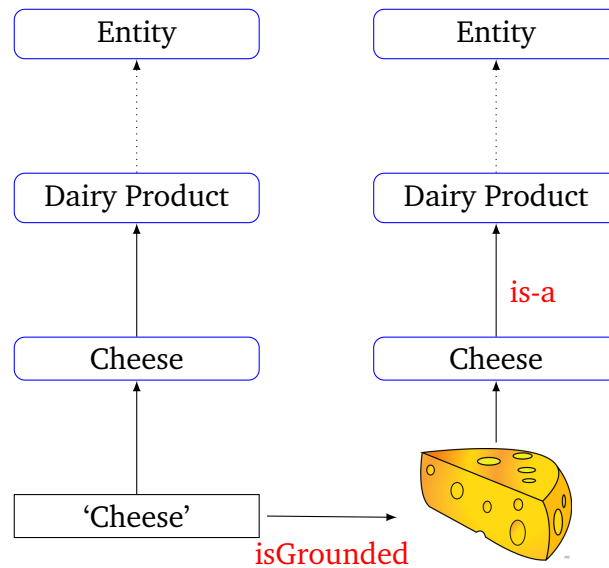 Entity
Entity
Dairy Product
Dairy Product
is-a
Cheese
Cheese
‘Cheese’
isGrounded